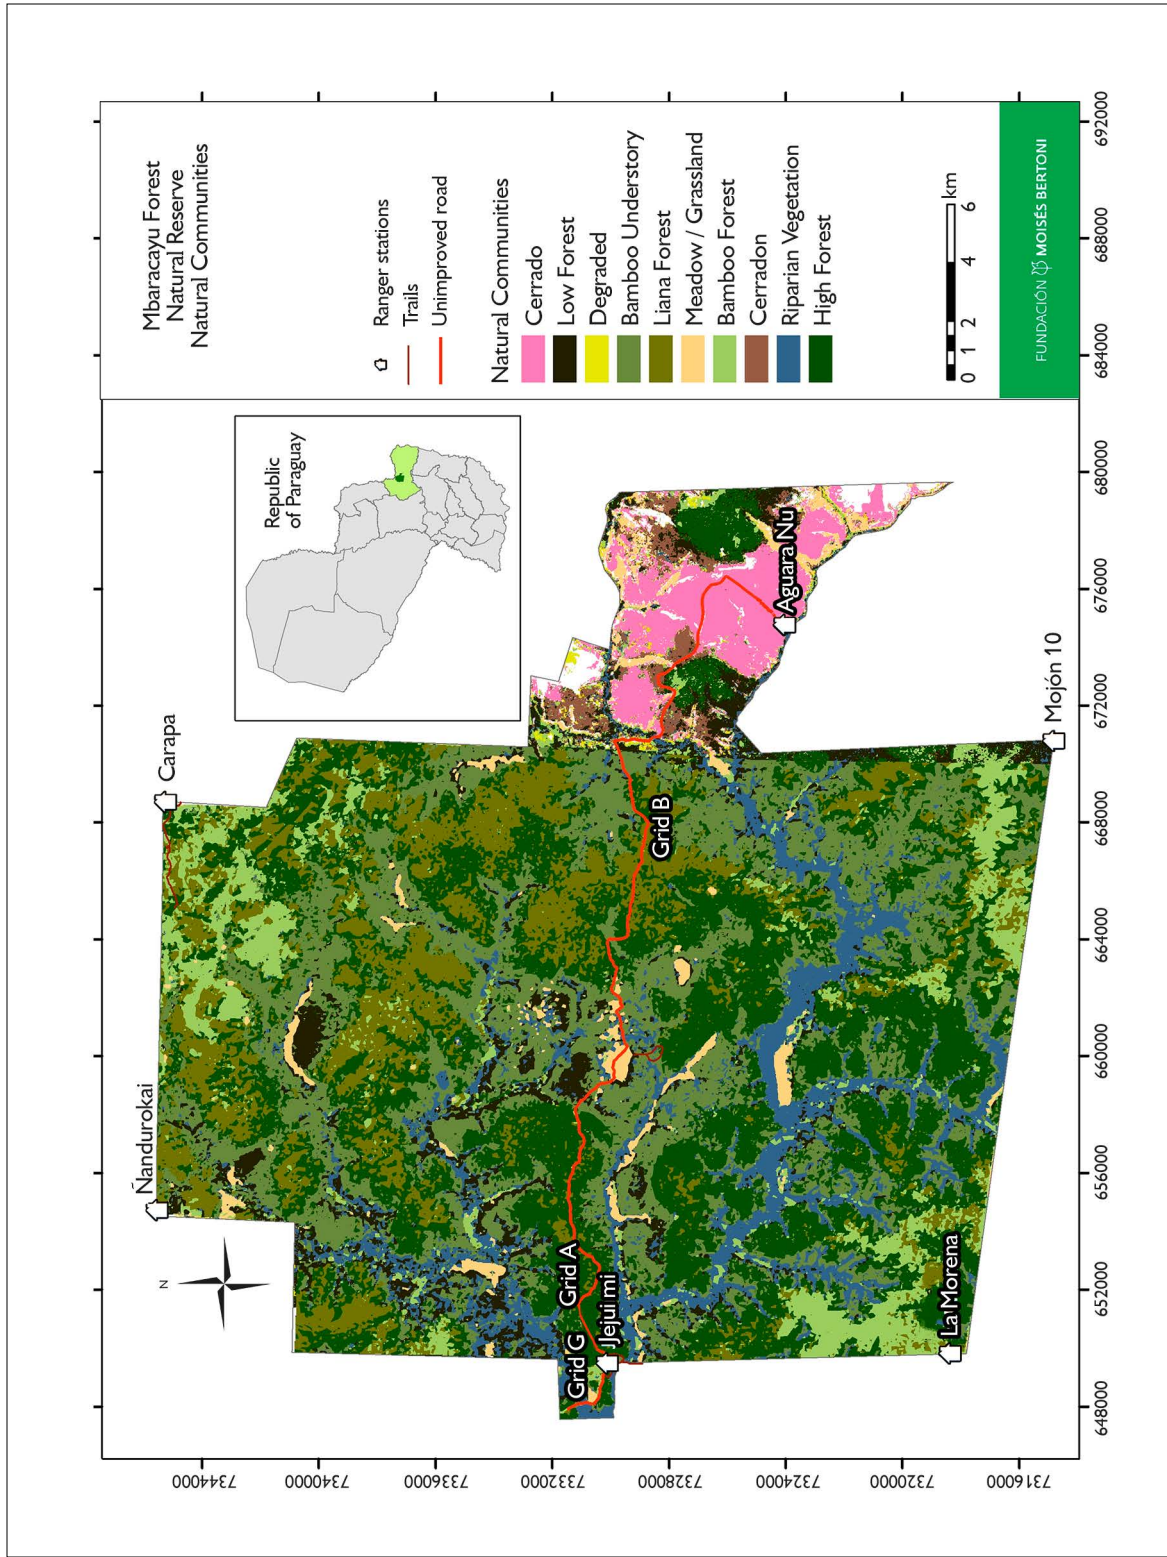 Mbaracayu Forest
Natural Reserve
Natural Communities
Ranger stations
Trails
Unimproved road
Natural Communities
Cerrado
Low Forest
Degraded
Bamboo Understory
Liana Forest
Meadow / Grassland
Bamboo Forest
Cerradon
Riparian Vegetation
High Forest
0 1 2 4 6 km
FUNDACIÓN MOISÉS BERTONI
Republic
of Paraguay
N
Ñandurokai
Carapa
Grid G
Grid A
Jejui mi
Grid B
Aguara Nu
La Morena
Mojón 10
7344000
7340000
7336000
7332000
7328000
7324000
7320000
7316000
648000
652000
656000
660000
664000
668000
672000
676000
680000
684000
688000
692000